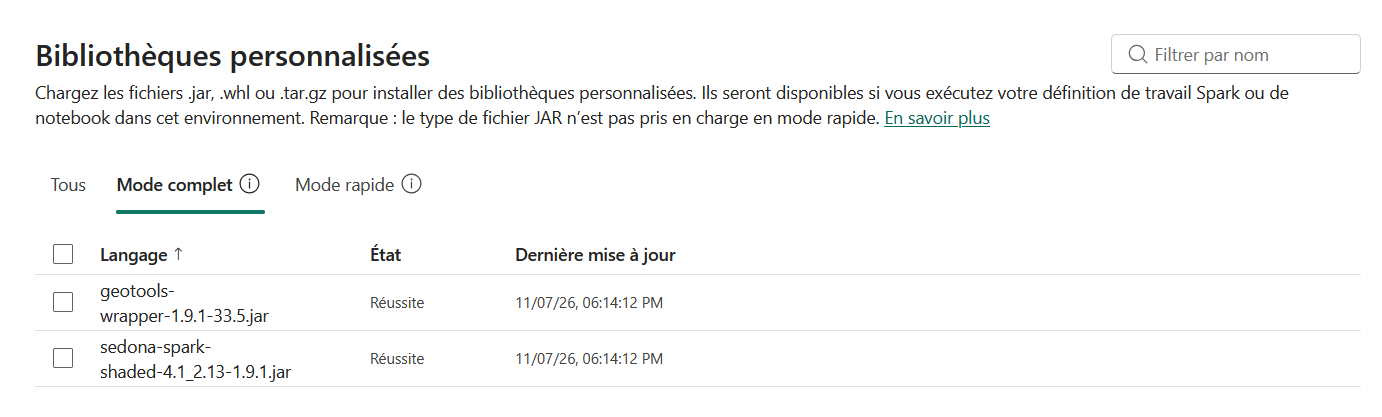 Bibliothèques personnalisées
Filtrer par nom
Chargez les fichiers .jar, .whl ou .tar.gz pour installer des bibliothèques personnalisées. Ils seront disponibles si vous exécutez votre définition de travail Spark ou de
notebook dans cet environnement. Remarque : le type de fichier JAR n’est pas pris en charge en mode rapide. En savoir plus
Tous Mode complet Mode rapide
Langage ↑ État Dernière mise à jour
geotools-
wrapper-1.9.1-33.5.jar Réussite 11/07/26, 06:14:12 PM
sedona-spark-
shaded-4.1_2.13-1.9.1.jar Réussite 11/07/26, 06:14:12 PM